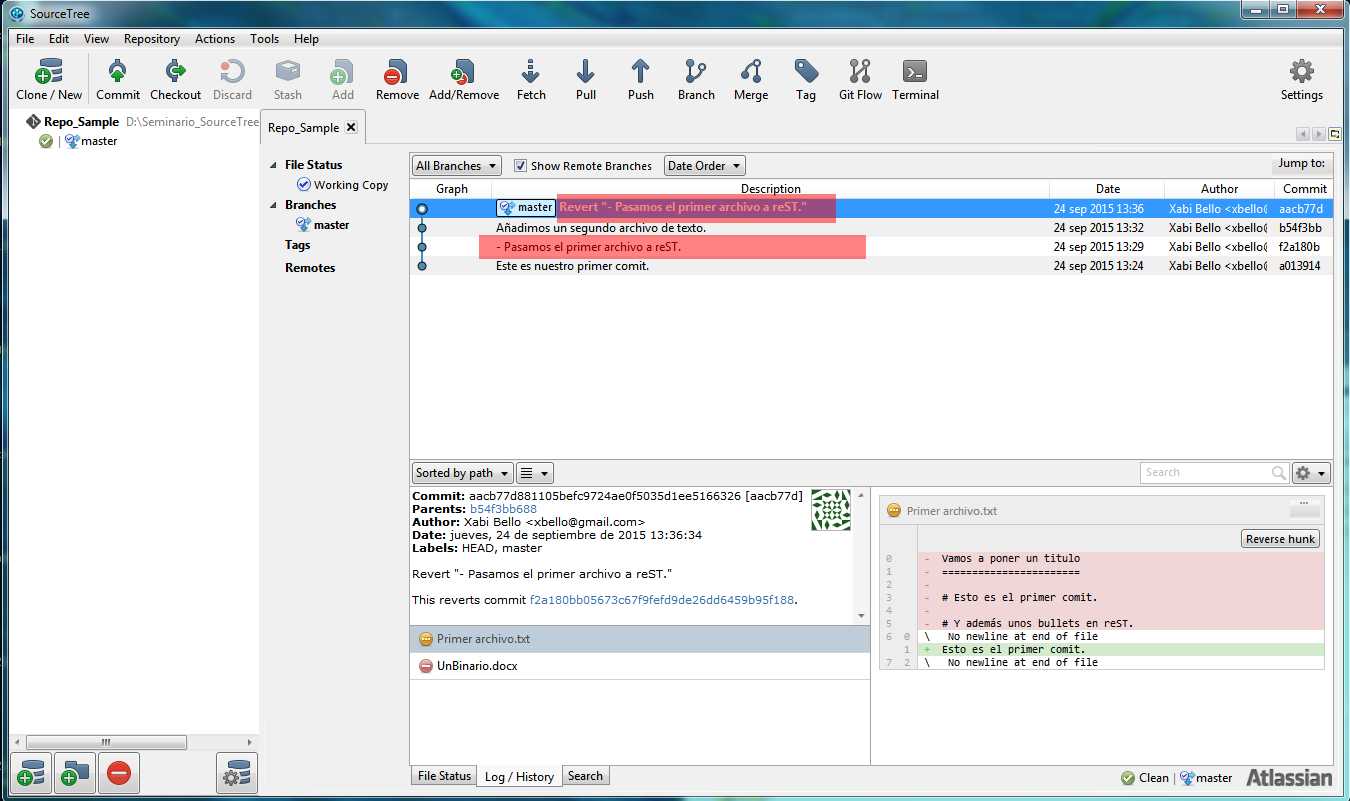 SourceTree
File Edit View Repository Actions Tools Help
Clone / New Commit Checkout Discard Stash Add Remove Add/Remove Fetch Pull Push Branch Merge Tag Git Flow Terminal Settings
Repo_Sample D:\Seminario_SourceTree
master
Repo_Sample
File Status
Working Copy
Branches
master
Tags
Remotes
All Branches Show Remote Branches Date Order Jump to:
Graph Description Date Author Commit
master Revert "- Pasamos el primer archivo a reST." 24 sep 2015 13:36 Xabi Bello <xbello@ aacb77d
Añadimos un segundo archivo de texto. 24 sep 2015 13:32 Xabi Bello <xbello@ b54f3bb
- Pasamos el primer archivo a reST. 24 sep 2015 13:29 Xabi Bello <xbello@ f2a180b
Este es nuestro primer comit. 24 sep 2015 13:24 Xabi Bello <xbello@ a013914
Sorted by path Search
Commit: aacb77d881105befc9724ae0f5035d1ee5166326 [aacb77d]
Parents: b54f3bb688
Author: Xabi Bello <xbello@gmail.com>
Date: jueves, 24 de septiembre de 2015 13:36:34
Labels: HEAD, master
Revert "- Pasamos el primer archivo a reST."
This reverts commit f2a180bb05673c67f9fefd9de26dd6459b95f188.
Primer archivo.txt
UnBinario.docx
Primer archivo.txt ...
Reverse hunk
0 - Vamos a poner un titulo
1 - =======================
2 -
3 - # Esto es el primer comit.
4 -
5 - # Y además unos bullets en reST.
6 0 \ No newline at end of file
1 + Esto es el primer comit.
7 2 \ No newline at end of file
File Status Log / History Search
Clean master Atlassian